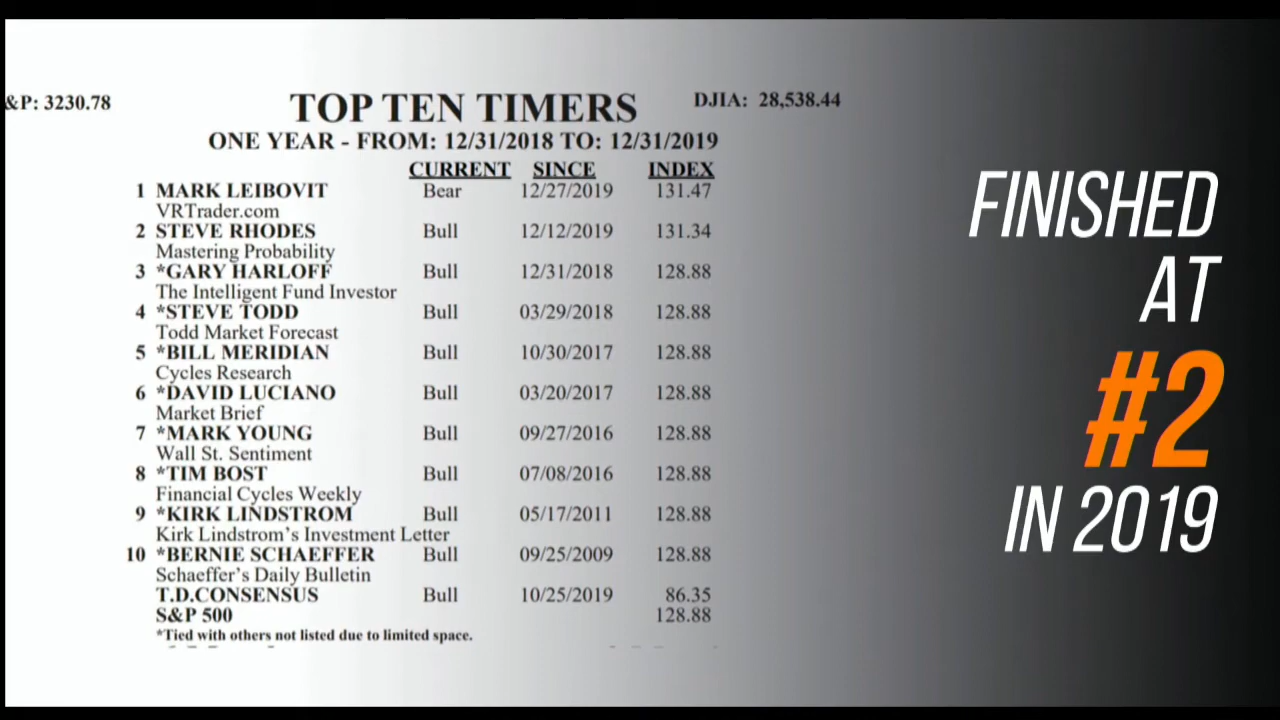 &P: 3230.78
TOP TEN TIMERS
DJIA: 28,538.44
ONE YEAR - FROM: 12/31/2018 TO: 12/31/2019
CURRENT SINCE INDEX
1 MARK LEIBOVIT Bear 12/27/2019 131.47
VRTrader.com
2 STEVE RHODES Bull 12/12/2019 131.34
Mastering Probability
3 *GARY HARLOFF Bull 12/31/2018 128.88
The Intelligent Fund Investor
4 *STEVE TODD Bull 03/29/2018 128.88
Todd Market Forecast
5 *BILL MERIDIAN Bull 10/30/2017 128.88
Cycles Research
6 *DAVID LUCIANO Bull 03/20/2017 128.88
Market Brief
7 *MARK YOUNG Bull 09/27/2016 128.88
Wall St. Sentiment
8 *TIM BOST Bull 07/08/2016 128.88
Financial Cycles Weekly
9 *KIRK LINDSTROM Bull 05/17/2011 128.88
Kirk Lindstrom's Investment Letter
10 *BERNIE SCHAEFFER Bull 09/25/2009 128.88
Schaeffer's Daily Bulletin
T.D.CONSENSUS Bull 10/25/2019 86.35
S&P 500 128.88
*Tied with others not listed due to limited space.
FINISHED
AT
#2
IN 2019